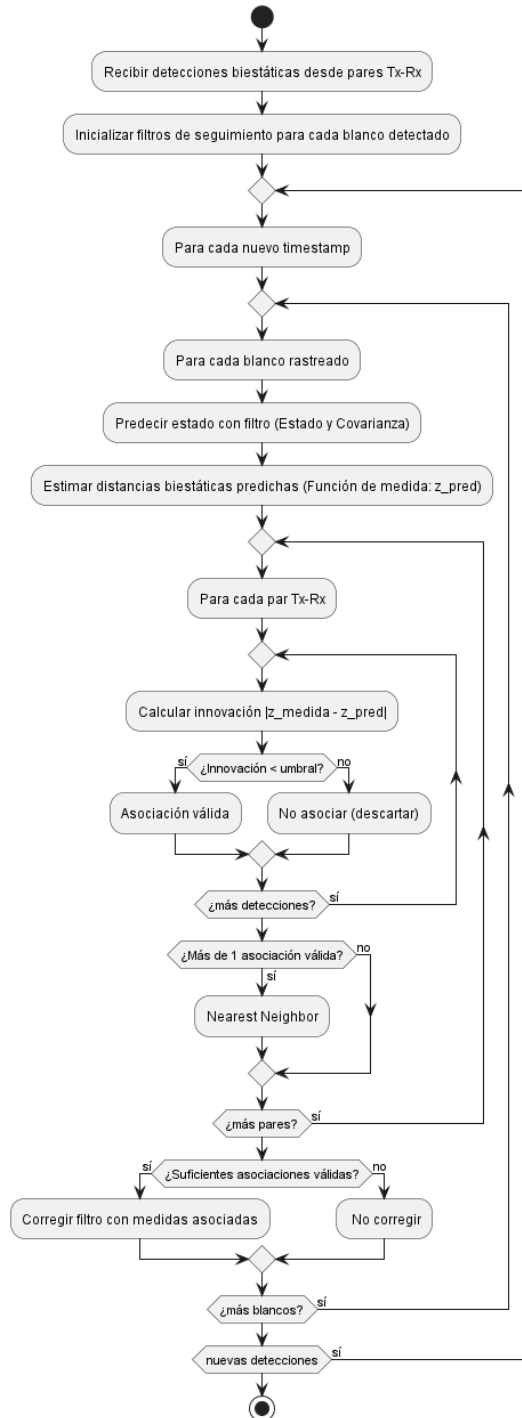 Recibir detecciones biestáticas desde pares Tx-Rx
Inicializar filtros de seguimiento para cada blanco detectado
Para cada nuevo timestamp
Para cada blanco rastreado
Predecir estado con filtro (Estado y Covarianza)
Estimar distancias biestáticas predichas (Función de medida: z_pred)
Para cada par Tx-Rx
Calcular innovación |z_medida - z_pred|
sí
¿Innovación < umbral?
no
Asociación válida
No asociar (descartar)
¿más detecciones?
sí
¿Más de 1 asociación válida?
no
sí
Nearest Neighbor
¿más pares?
sí
sí
¿Suficientes asociaciones válidas?
no
Corregir filtro con medidas asociadas
No corregir
¿más blancos?
sí
nuevas detecciones
sí